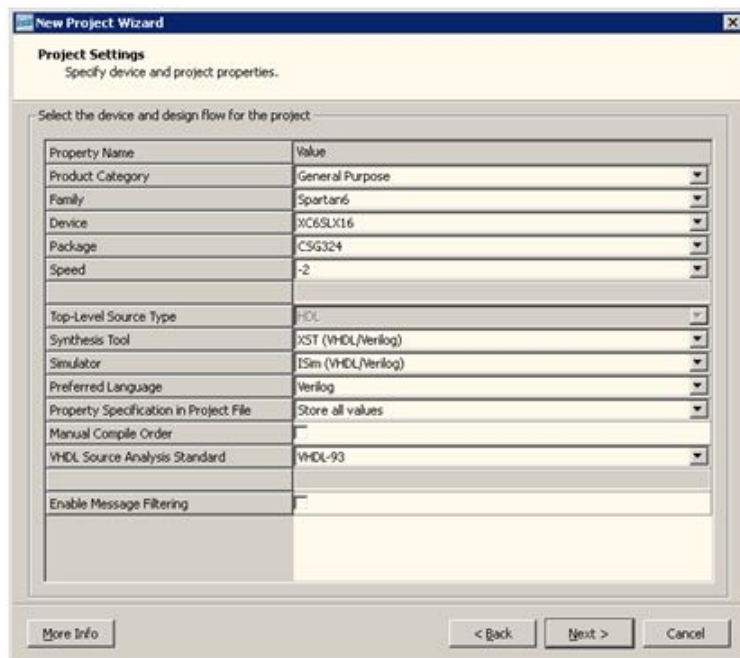 New Project Wizard
Project Settings
Specify device and project properties.
Select the device and design flow for the project
Property Name Value
Product Category General Purpose
Family Spartan6
Device XC6SLX16
Package CSG324
Speed -2
Top-Level Source Type HDL
Synthesis Tool XST (VHDL/Verilog)
Simulator ISim (VHDL/Verilog)
Preferred Language Verilog
Property Specification in Project File Store all values
Manual Compile Order
VHDL Source Analysis Standard VHDL-93
Enable Message Filtering
More Info < Back Next > Cancel